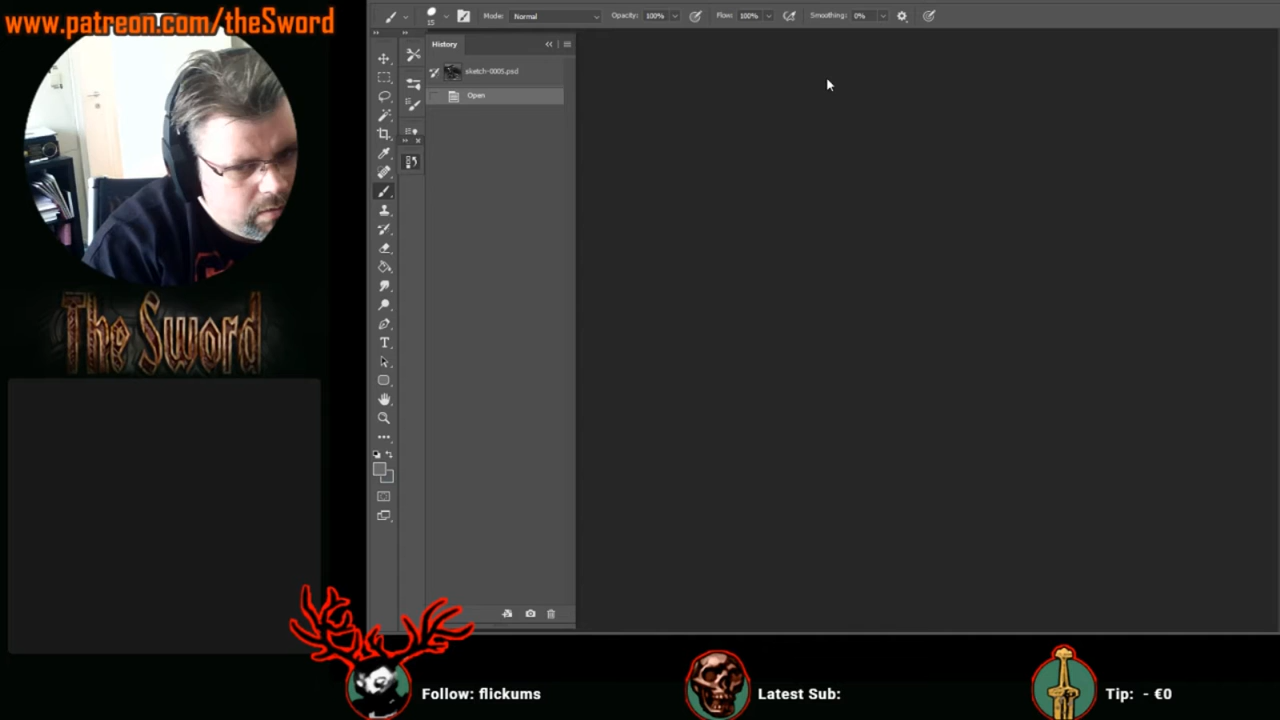 www.patreon.com/theSword
15
Mode: Normal
Opacity: 100%
Flow: 100%
Smoothing: 0%
History
sketch-0005.psd
Open
The Sword
Follow: flickums
Latest Sub:
Tip: - €0